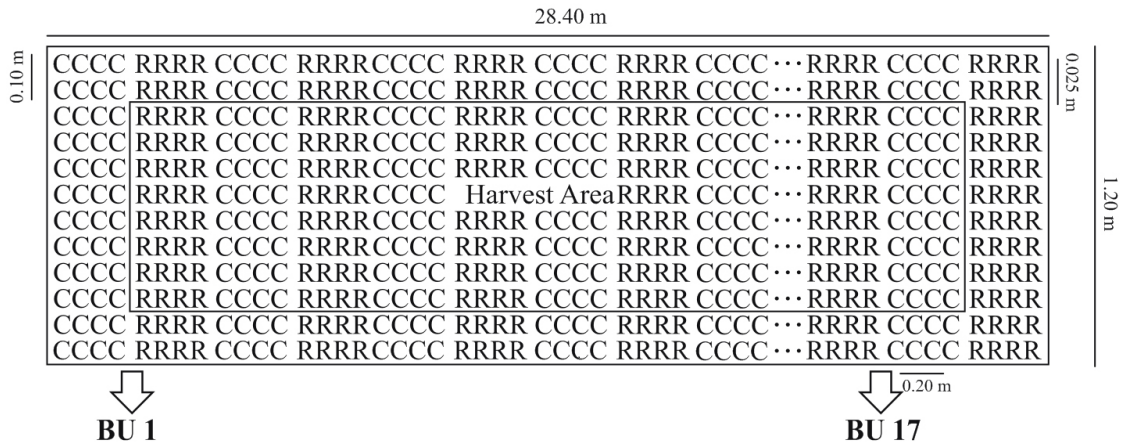 28.40 m
0.10 m
CCCC RRRR CCCC RRRRCCCC RRRR CCCC RRRR CCCC···RRRR CCCC RRRR
CCCC RRRR CCCC RRRRCCCC RRRR CCCC RRRR CCCC···RRRR CCCC RRRR
0.025 m
CCCC RRRR CCCC RRRRCCCC RRRR CCCC RRRR CCCC···RRRR CCCC RRRR
CCCC RRRR CCCC RRRRCCCC RRRR CCCC RRRR CCCC···RRRR CCCC RRRR
CCCC RRRR CCCC RRRRCCCC RRRR CCCC RRRR CCCC···RRRR CCCC RRRR
CCCC RRRR CCCC RRRRCCCC Harvest AreaRRRR CCCC···RRRR CCCC RRRR
1.20 m
CCCC RRRR CCCC RRRRCCCC RRRR CCCC RRRR CCCC···RRRR CCCC RRRR
CCCC RRRR CCCC RRRRCCCC RRRR CCCC RRRR CCCC···RRRR CCCC RRRR
CCCC RRRR CCCC RRRRCCCC RRRR CCCC RRRR CCCC···RRRR CCCC RRRR
CCCC RRRR CCCC RRRRCCCC RRRR CCCC RRRR CCCC···RRRR CCCC RRRR
CCCC RRRR CCCC RRRRCCCC RRRR CCCC RRRR CCCC···RRRR CCCC RRRR
CCCC RRRR CCCC RRRRCCCC RRRR CCCC RRRR CCCC···RRRR CCCC RRRR
0.20 m
BU 1
BU 17